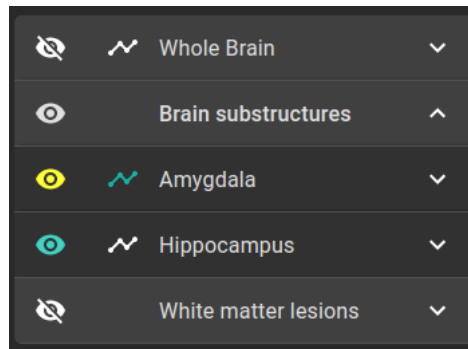 Whole Brain
Brain substructures
Amygdala
Hippocampus
White matter lesions